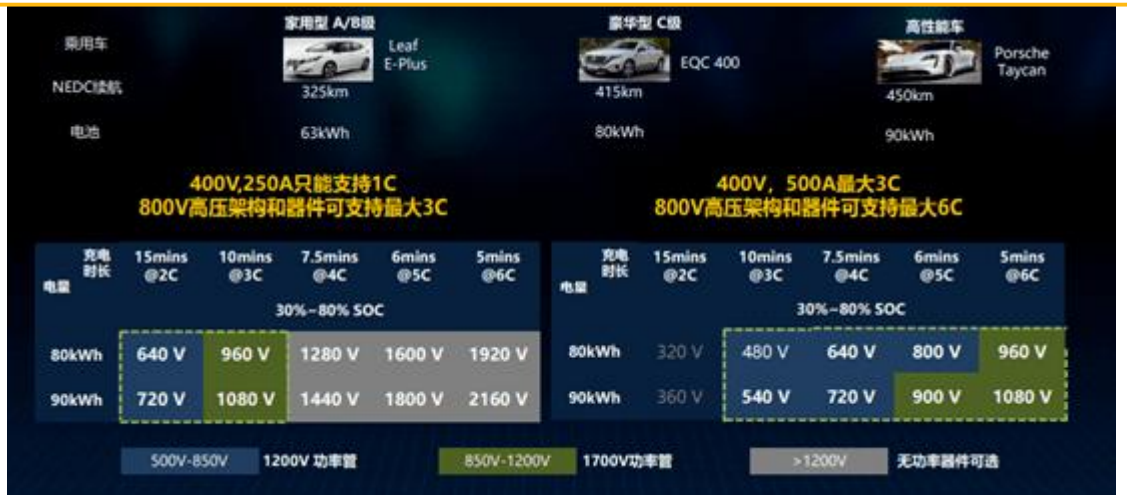 家用型 A/B级 豪华型 C级 高性能车
乘用车 Leaf E-Plus EQC 400 Porsche Taycan
NEDC续航 325km 415km 450km
电池 63kWh 80kWh 90kWh
400V,250A只能支持1C
800V高压架构和器件可支持最大3C
400V，500A最大3C
800V高压架构和器件可支持最大6C
充电时长 15mins @2C 10mins @3C 7.5mins @4C 6mins @5C 5mins @6C
电量
30%~80% SOC
80kWh 640 V 960 V 1280 V 1600 V 1920 V
90kWh 720 V 1080 V 1440 V 1800 V 2160 V
充电时长 15mins @2C 10mins @3C 7.5mins @4C 6mins @5C 5mins @6C
电量
30%~80% SOC
80kWh 320 V 480 V 640 V 800 V 960 V
90kWh 360 V 540 V 720 V 900 V 1080 V
500V-850V 1200V 功率管 850V-1200V 1700V功率管 >1200V 无功率器件可选